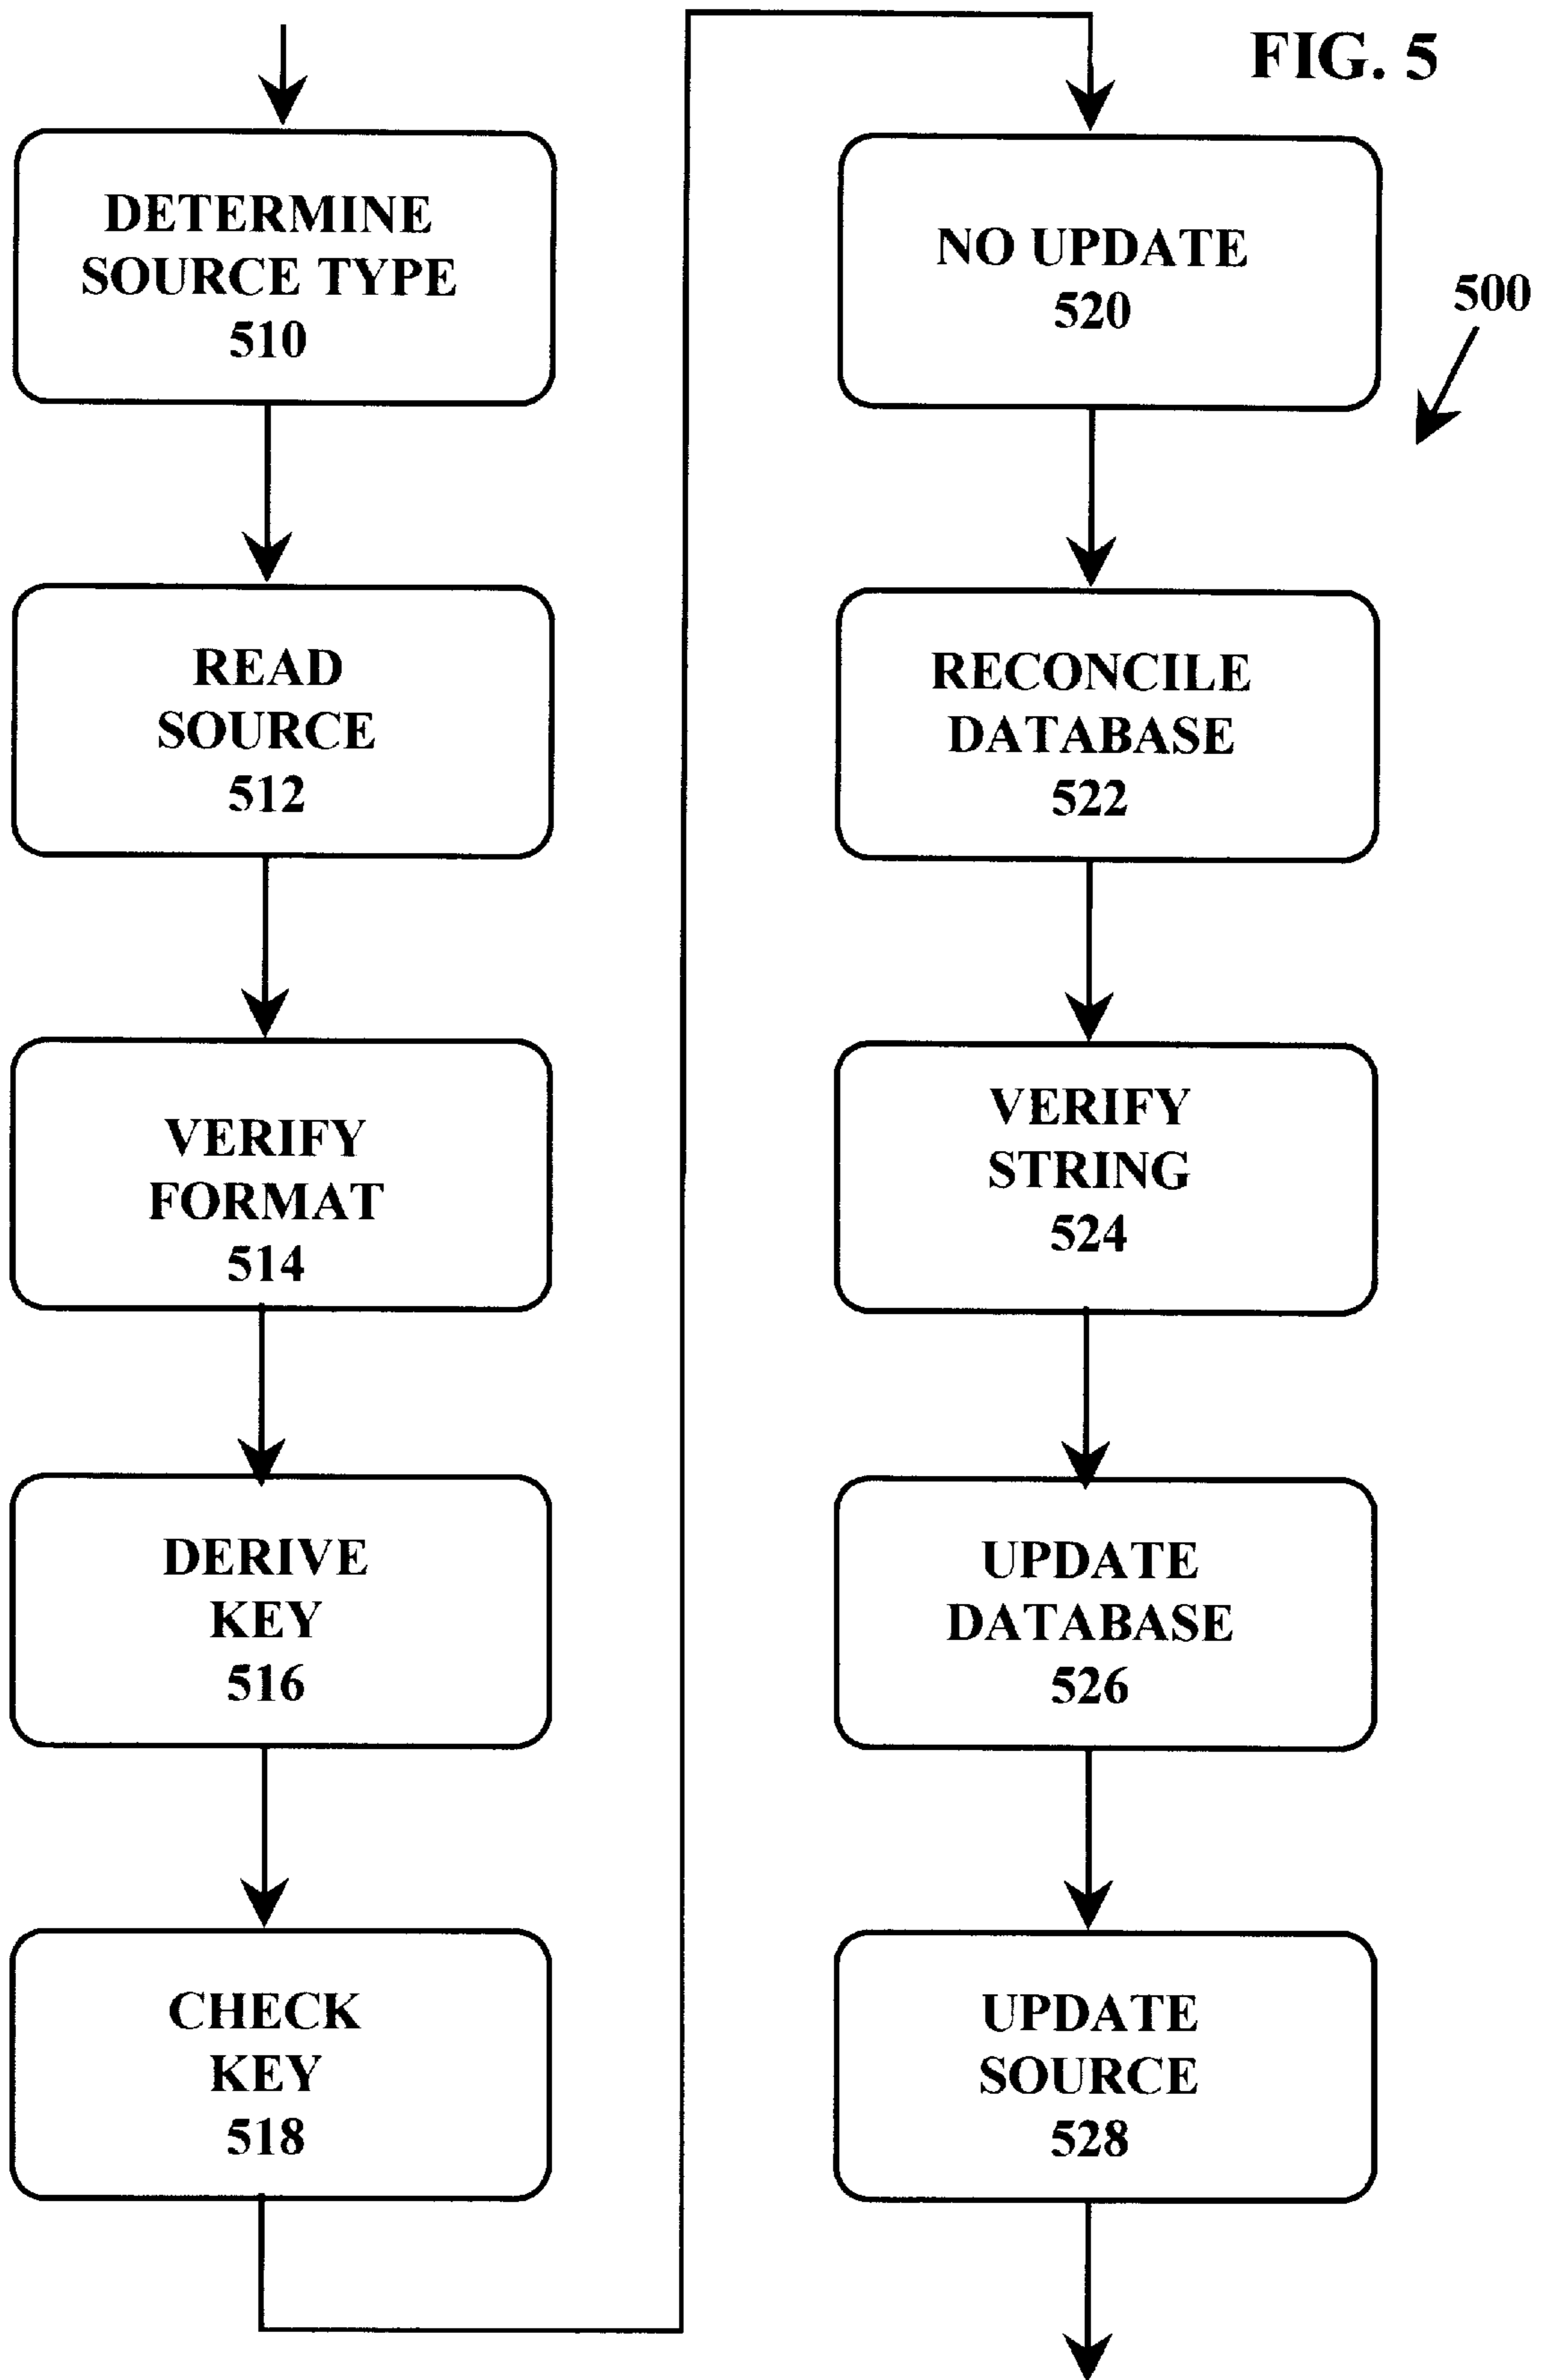 FIG. 5
DETERMINE
SOURCE TYPE
510
READ
SOURCE
512
VERIFY
FORMAT
514
DERIVE
KEY
516
CHECK
KEY
518
NO UPDATE
520
500
RECONCILE
DATABASE
522
VERIFY
STRING
524
UPDATE
DATABASE
526
UPDATE
SOURCE
528